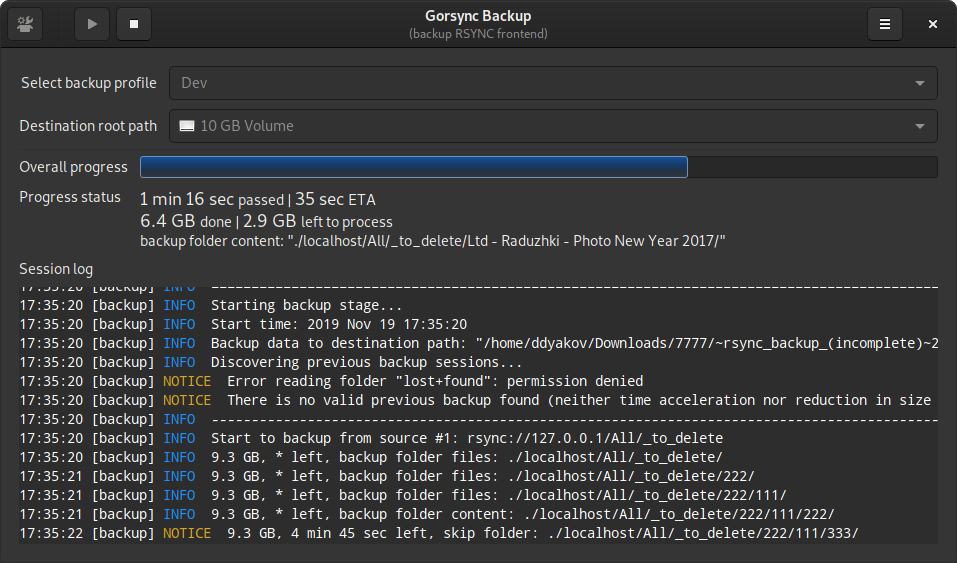 Gorsync Backup
(backup RSYNC frontend)
Select backup profile Dev
Destination root path 10 GB Volume
Overall progress
Progress status 1 min 16 sec passed | 35 sec ETA
6.4 GB done | 2.9 GB left to process
backup folder content: "./localhost/All/_to_delete/Ltd - Raduzhki - Photo New Year 2017/"
Session log
17:35:20 [backup] INFO --------------------------------------------------------------------------------------------
17:35:20 [backup] INFO Starting backup stage...
17:35:20 [backup] INFO Start time: 2019 Nov 19 17:35:20
17:35:20 [backup] INFO Backup data to destination path: "/home/ddyakov/Downloads/7777/~rsync_backup_(incomplete)~2
17:35:20 [backup] INFO Discovering previous backup sessions...
17:35:20 [backup] NOTICE Error reading folder "lost+found": permission denied
17:35:20 [backup] NOTICE There is no valid previous backup found (neither time acceleration nor reduction in size
17:35:20 [backup] INFO --------------------------------------------------------------------------------------------
17:35:20 [backup] INFO Start to backup from source #1: rsync://127.0.0.1/All/_to_delete
17:35:20 [backup] INFO 9.3 GB, * left, backup folder files: ./localhost/All/_to_delete/
17:35:21 [backup] INFO 9.3 GB, * left, backup folder files: ./localhost/All/_to_delete/222/
17:35:21 [backup] INFO 9.3 GB, * left, backup folder files: ./localhost/All/_to_delete/222/111/
17:35:21 [backup] INFO 9.3 GB, * left, backup folder content: ./localhost/All/_to_delete/222/111/222/
17:35:22 [backup] NOTICE 9.3 GB, 4 min 45 sec left, skip folder: ./localhost/All/_to_delete/222/111/333/